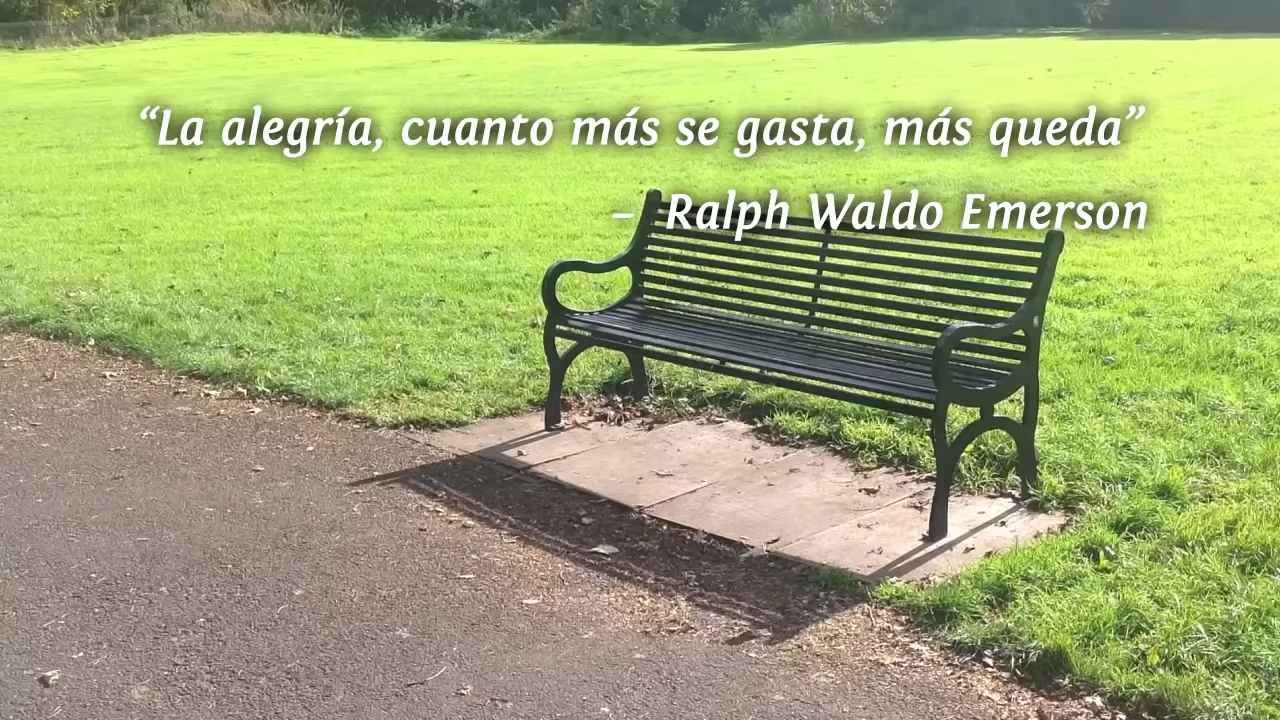 “La alegría, cuanto más se gasta, más queda”
– Ralph Waldo Emerson